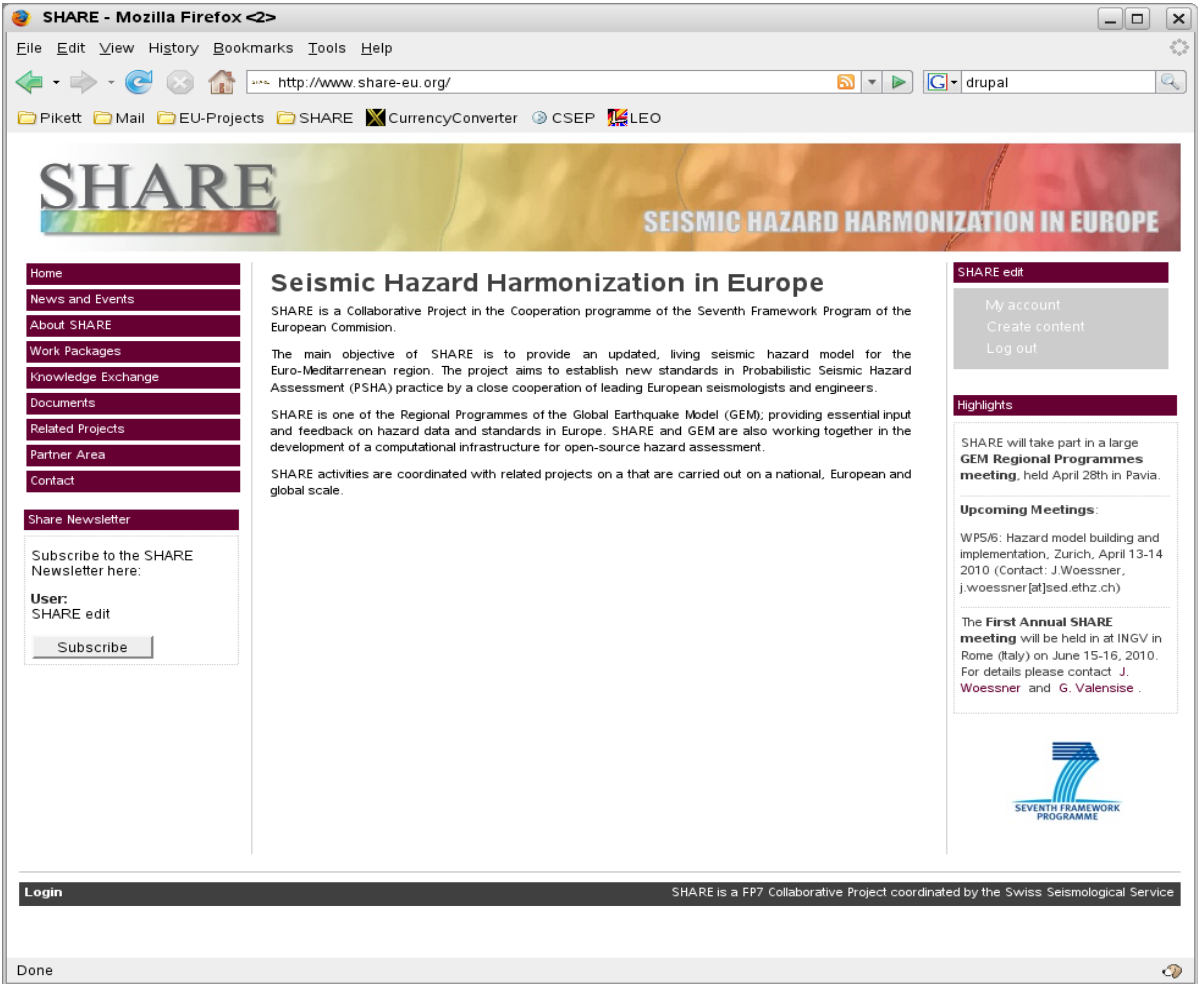 SHARE - Mozilla Firefox <2>
File Edit View History Bookmarks Tools Help
http://www.share-eu.org/
G drupal
Pikett Mail EU-Projects SHARE CurrencyConverter CSEP LEO
SHARE
SEISMIC HAZARD HARMONIZATION IN EUROPE
Home
News and Events
About SHARE
Work Packages
Knowledge Exchange
Documents
Related Projects
Partner Area
Contact
Share Newsletter
Subscribe to the SHARE
Newsletter here:
User:
SHARE edit
Subscribe
Seismic Hazard Harmonization in Europe
SHARE is a Collaborative Project in the Cooperation programme of the Seventh Framework Program of the
European Commision.
The main objective of SHARE is to provide an updated, living seismic hazard model for the
Euro-Meditarrenean region. The project aims to establish new standards in Probabilistic Seismic Hazard
Assessment (PSHA) practice by a close cooperation of leading European seismologists and engineers.
SHARE is one of the Regional Programmes of the Global Earthquake Model (GEM); providing essential input
and feedback on hazard data and standards in Europe. SHARE and GEM are also working together in the
development of a computational infrastructure for open-source hazard assessment.
SHARE activities are coordinated with related projects on a that are carried out on a national, European and
global scale.
SHARE edit
My account
Create content
Log out
Highlights
SHARE will take part in a large
GEM Regional Programmes
meeting, held April 28th in Pavia.
Upcoming Meetings:
WP5/6: Hazard model building and
implementation, Zurich, April 13-14
2010 (Contact: J.Woessner,
j.woessner[at]sed.ethz.ch)
The First Annual SHARE
meeting will be held in at INGV in
Rome (Italy) on June 15-16, 2010.
For details please contact J.
Woessner and G. Valensise .
7
SEVENTH FRAMEWORK
PROGRAMME
Login
SHARE is a FP7 Collaborative Project coordinated by the Swiss Seismological Service
Done